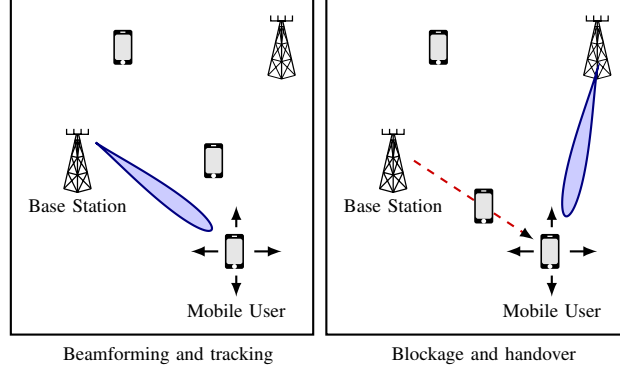 Base Station
Mobile User
Beamforming and tracking
Base Station
Mobile User
Blockage and handover